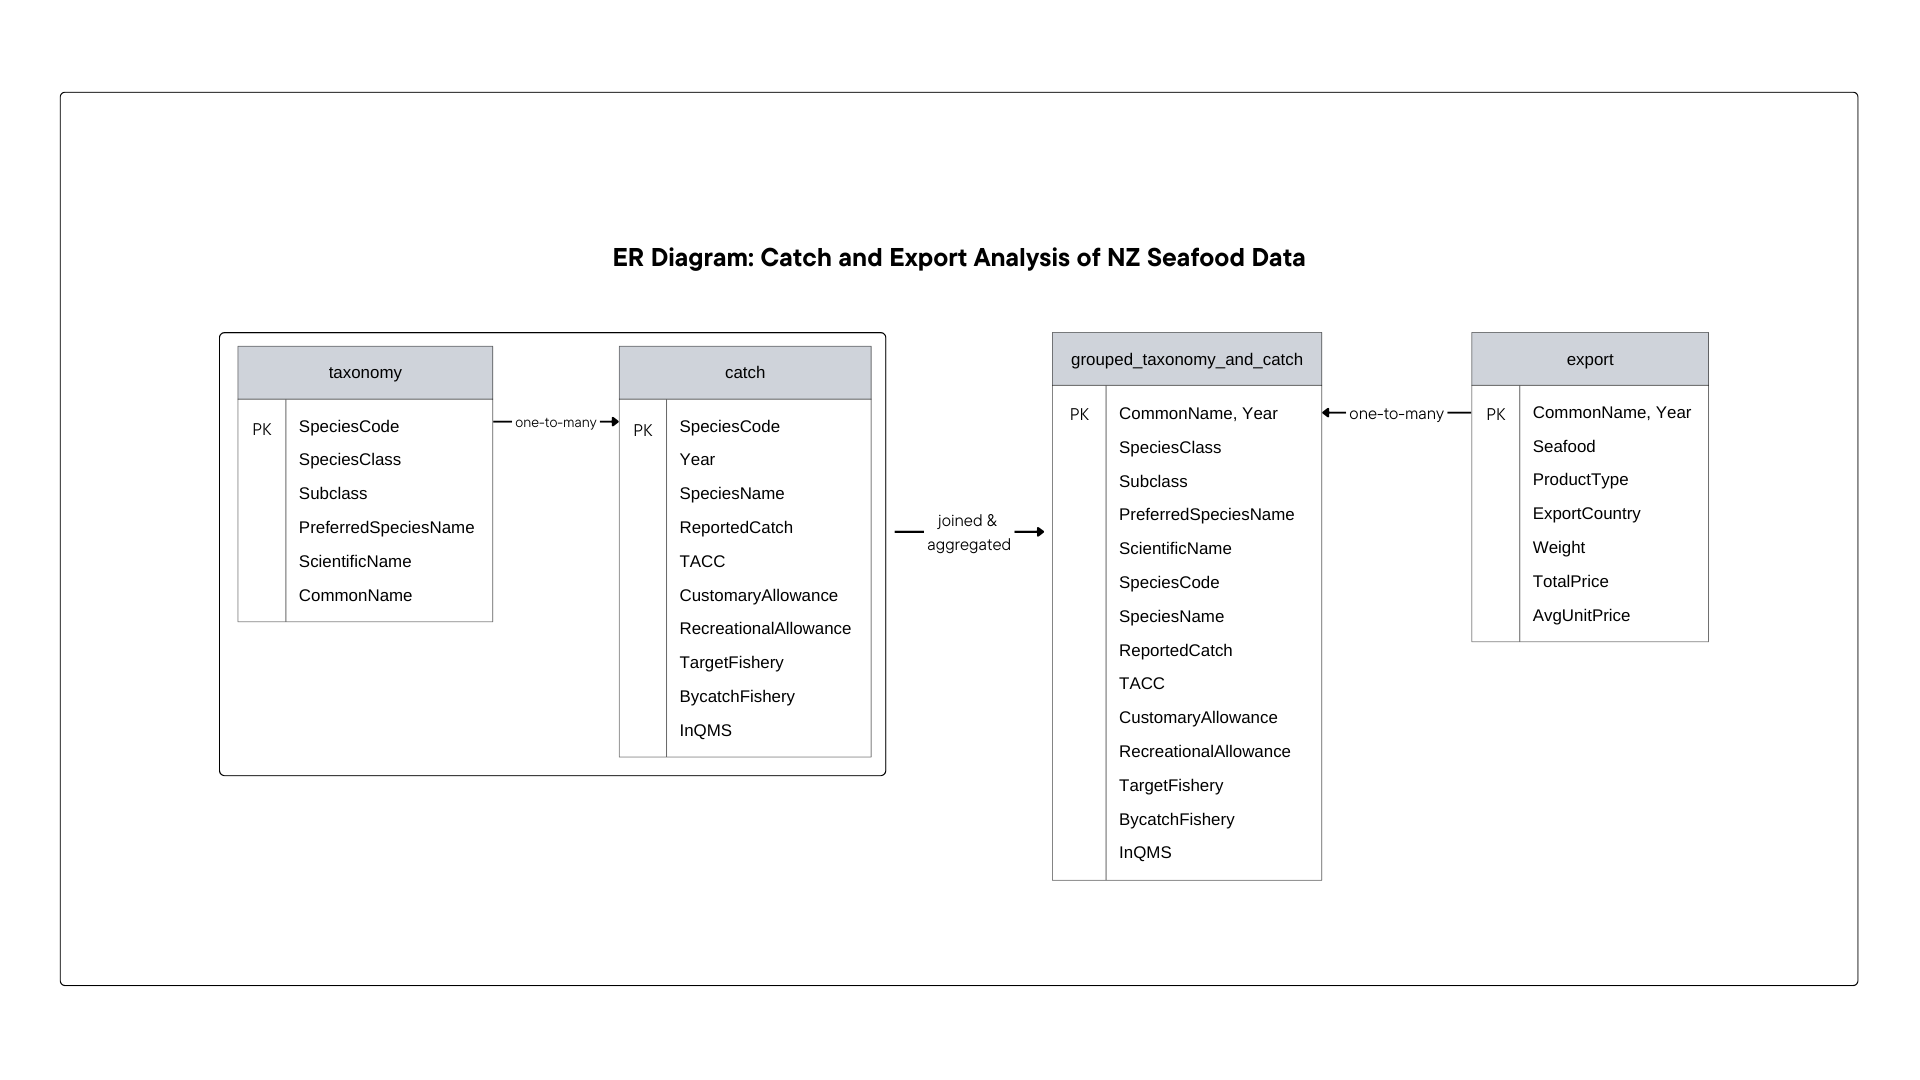 ER Diagram: Catch and Export Analysis of NZ Seafood Data
taxonomy
PK
SpeciesCode
SpeciesClass
Subclass
PreferredSpeciesName
ScientificName
CommonName
one-to-many
catch
PK
SpeciesCode
Year
SpeciesName
ReportedCatch
TACC
CustomaryAllowance
RecreationalAllowance
TargetFishery
BycatchFishery
InQMS
joined &
aggregated
grouped_taxonomy_and_catch
PK
CommonName, Year
SpeciesClass
Subclass
PreferredSpeciesName
ScientificName
SpeciesCode
SpeciesName
ReportedCatch
TACC
CustomaryAllowance
RecreationalAllowance
TargetFishery
BycatchFishery
InQMS
one-to-many
export
PK
CommonName, Year
Seafood
ProductType
ExportCountry
Weight
TotalPrice
AvgUnitPrice